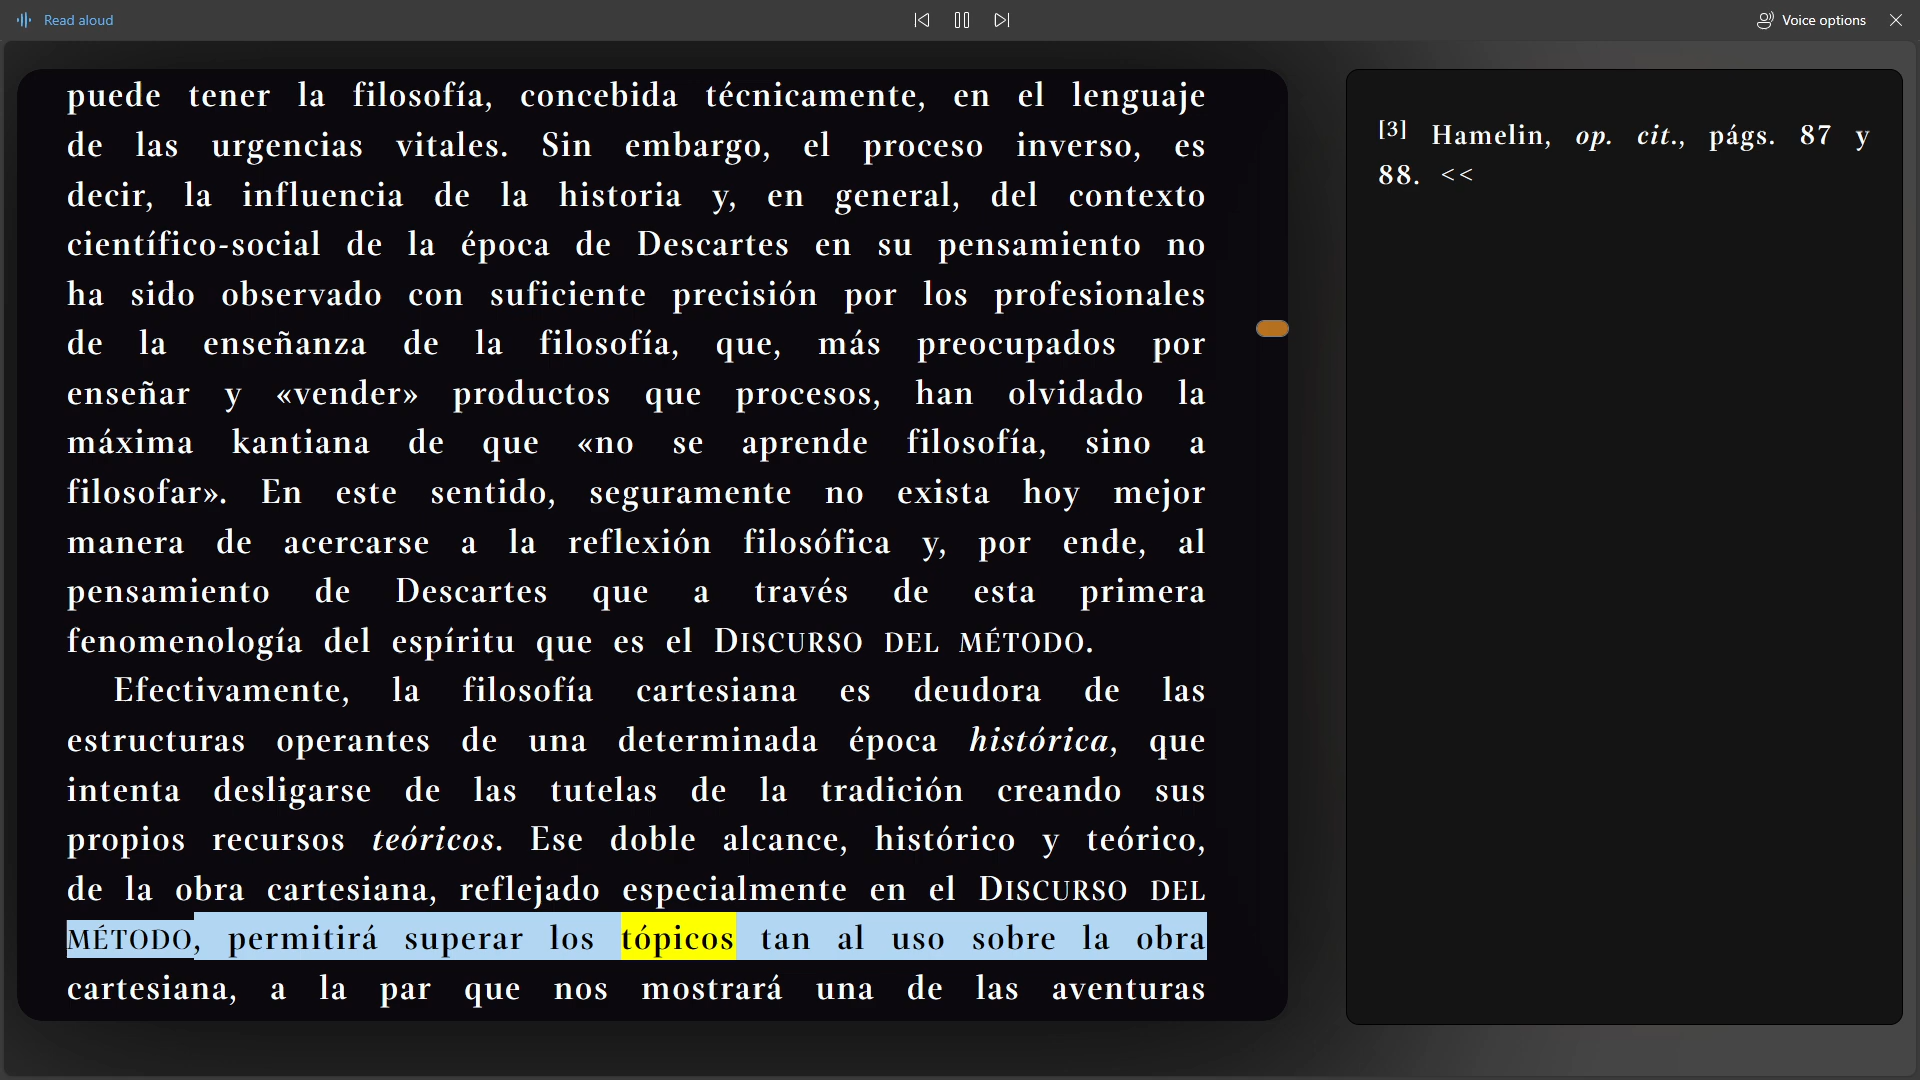 Read aloud
Voice options
puede tener la filosofía, concebida técnicamente, en el lenguaje
de las urgencias vitales. Sin embargo, el proceso inverso, es
decir, la influencia de la historia y, en general, del contexto
científico-social de la época de Descartes en su pensamiento no
ha sido observado con suficiente precisión por los profesionales
de la enseñanza de la filosofía, que, más preocupados por
enseñar y «vender» productos que procesos, han olvidado la
máxima kantiana de que «no se aprende filosofía, sino a
filosofar». En este sentido, seguramente no exista hoy mejor
manera de acercarse a la reflexión filosófica y, por ende, al
pensamiento de Descartes que a través de esta primera
fenomenología del espíritu que es el DISCURSO DEL MÉTODO.
Efectivamente, la filosofía cartesiana es deudora de las
estructuras operantes de una determinada época histórica, que
intenta desligarse de las tutelas de la tradición creando sus
propios recursos teóricos. Ese doble alcance, histórico y teórico,
de la obra cartesiana, reflejado especialmente en el DISCURSO DEL
MÉTODO, permitirá superar los tópicos tan al uso sobre la obra
cartesiana, a la par que nos mostrará una de las aventuras
[3] Hamelin, op. cit., págs. 87 y
88. <<